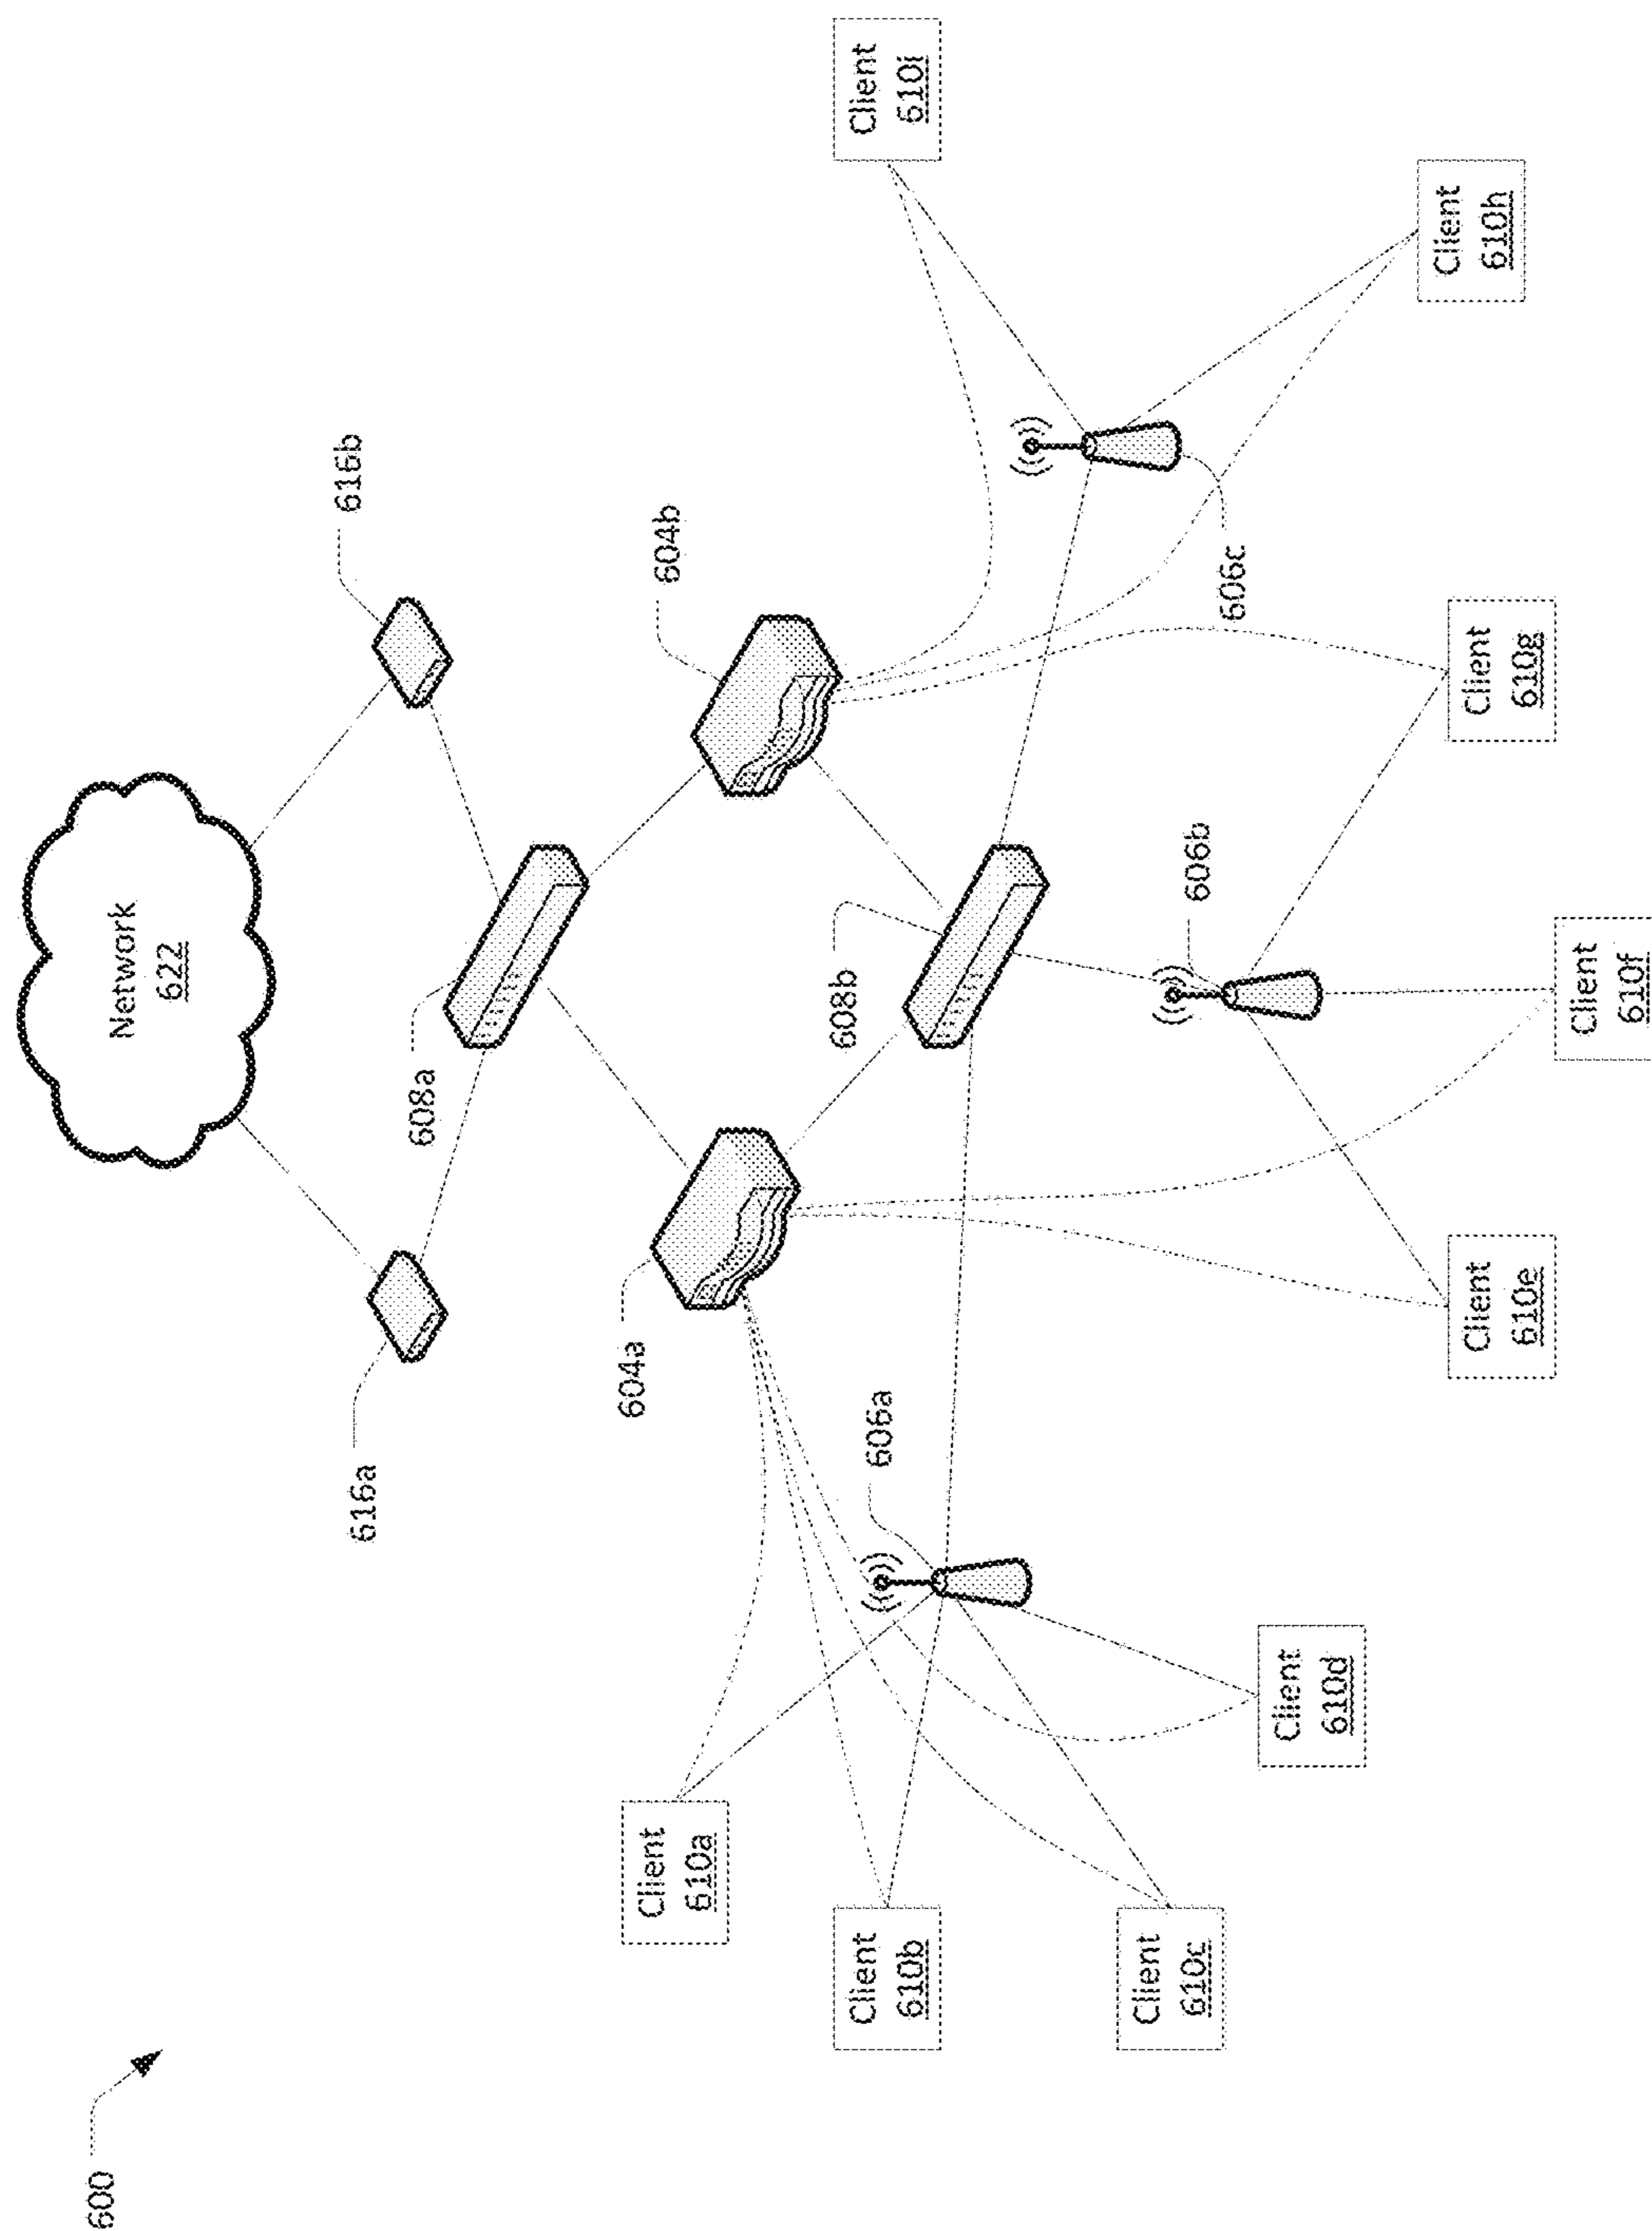 600
Network
622
616a
616b
608a
604a
604b
608b
606a
606b
606c
Client
610a
Client
610b
Client
610c
Client
610d
Client
610e
Client
610f
Client
610g
Client
610h
Client
610i